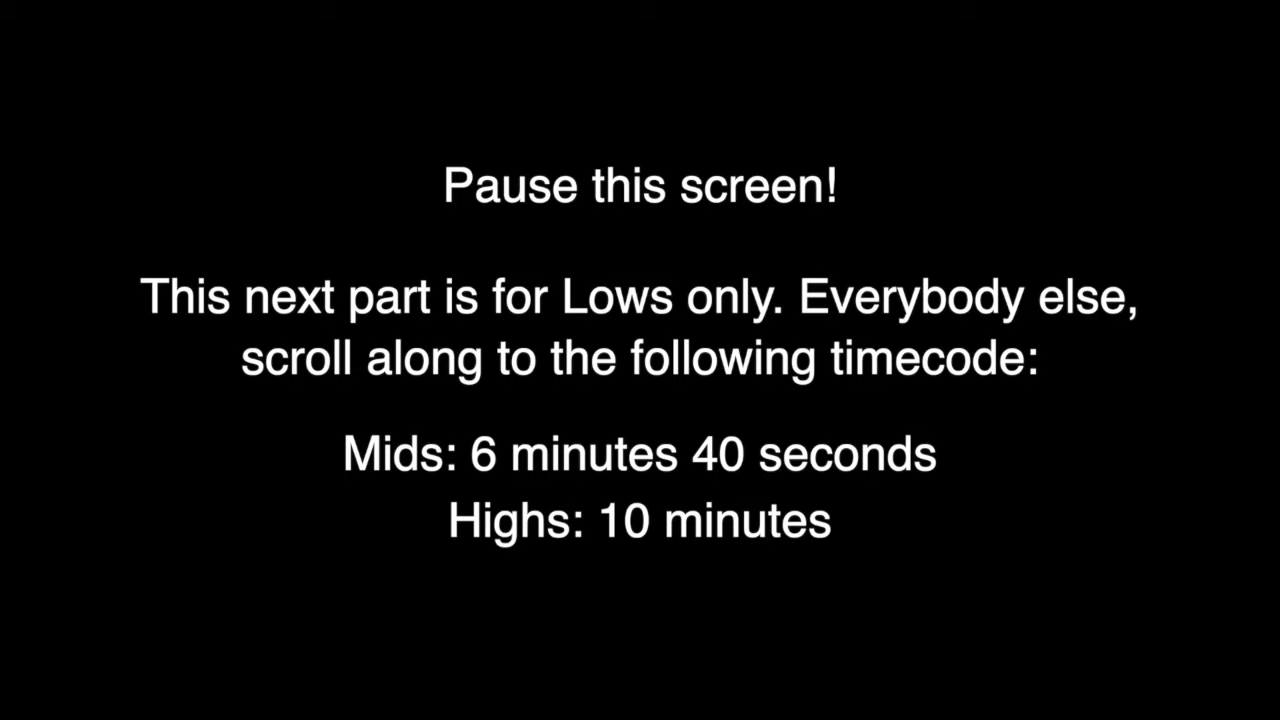 Pause this screen!
This next part is for Lows only. Everybody else,
scroll along to the following timecode:
Mids: 6 minutes 40 seconds
Highs: 10 minutes